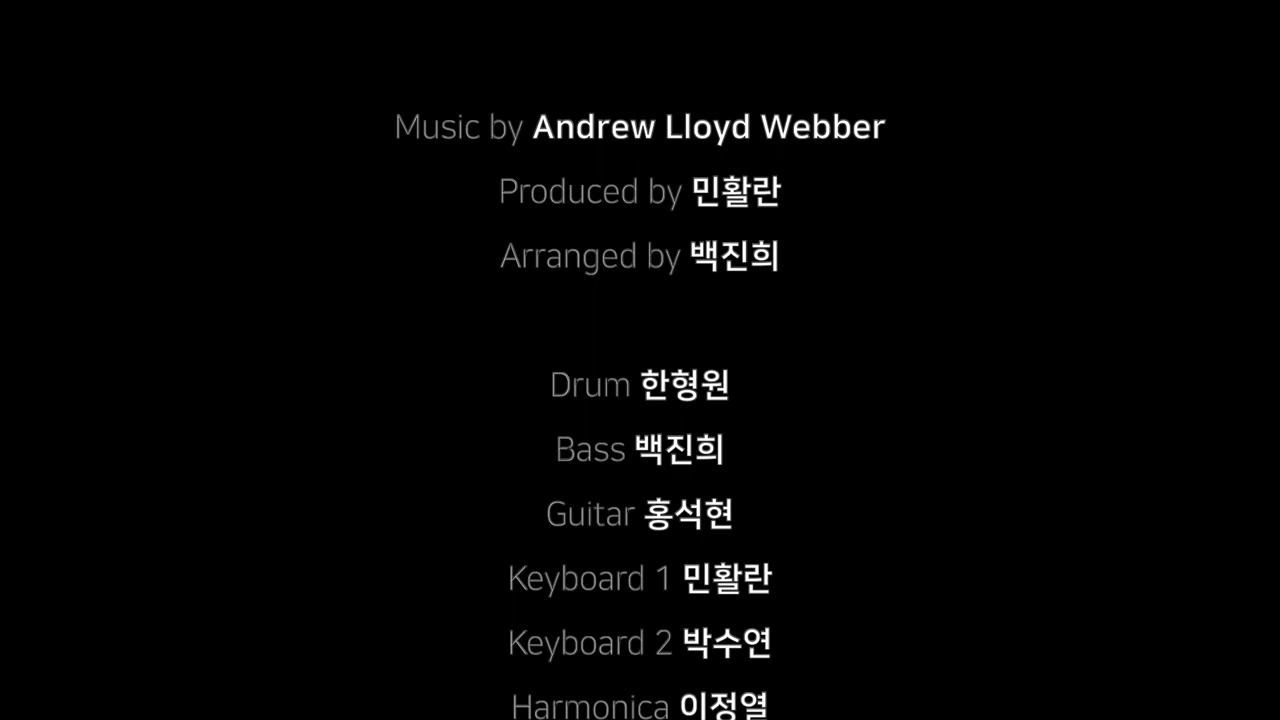 Music by Andrew Lloyd Webber
Produced by 민활란
Arranged by 백진희
Drum 한형원
Bass 백진희
Guitar 홍석현
Keyboard 1 민활란
Keyboard 2 박수연
Harmonica 이정열